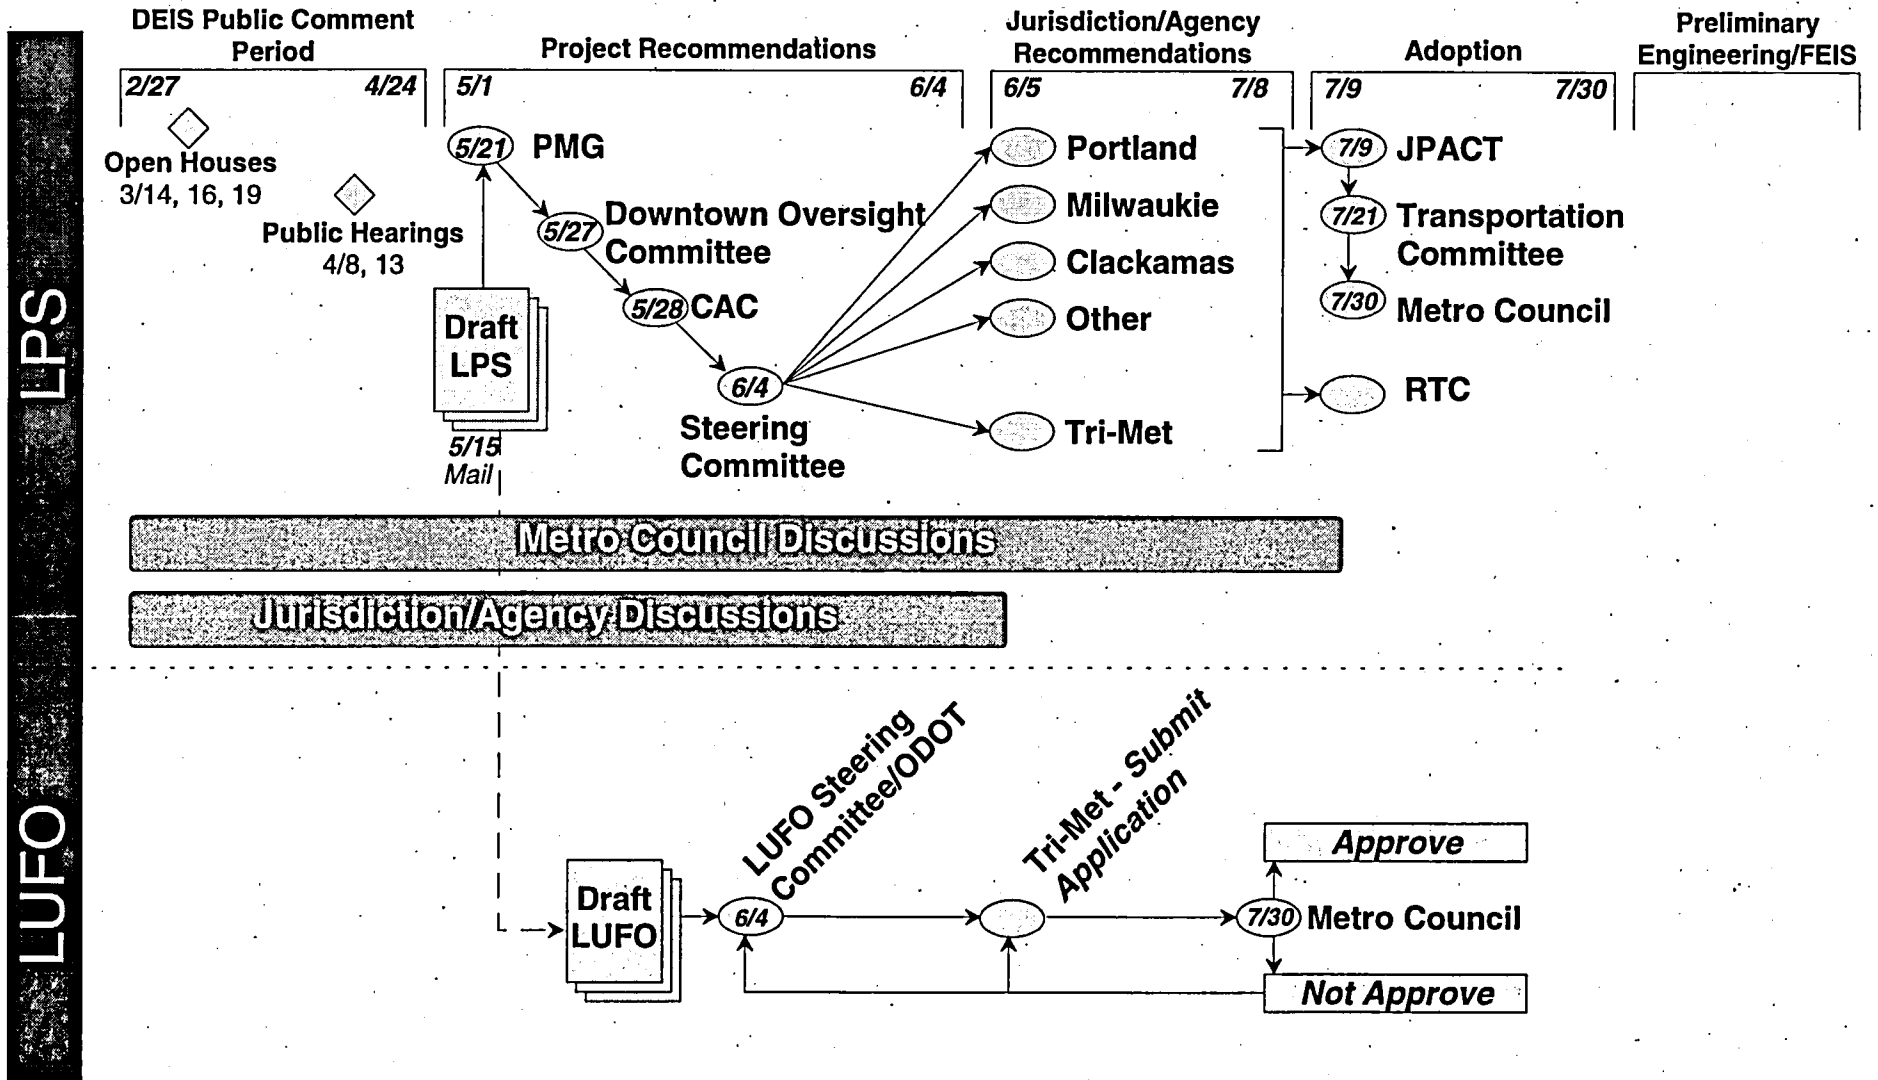 DEIS Public Comment
Period
Project Recommendations
Jurisdiction/Agency
Recommendations
Adoption
Preliminary
Engineering/FEIS
2/27
4/24
5/1
6/4
6/5
7/8
7/9
7/30
LPS
Open Houses
3/14, 16, 19
Public Hearings
4/8, 13
5/21 PMG
5/27
Downtown Oversight
Committee
5/28 CAC
6/4
Steering
Committee
Draft
LPS
5/15
Mail
Portland
Milwaukie
Clackamas
Other
Tri-Met
7/9 JPACT
7/21 Transportation
Committee
7/30 Metro Council
RTC
Metro Council Discussions
Jurisdiction/Agency Discussions
LUFO
Draft
LUFO
LUFO Steering
Committee/ODOT
6/4
Tri-Met - Submit
Application
Approve
7/30 Metro Council
Not Approve